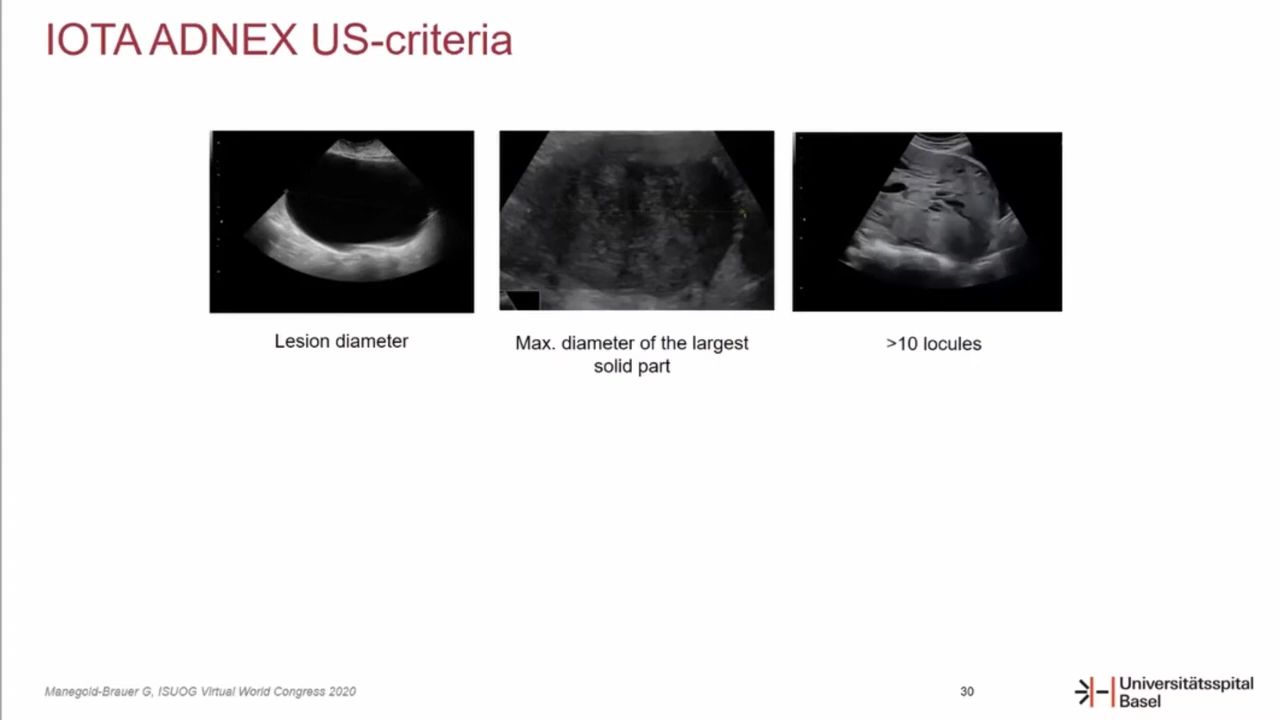 IOTA ADNEX US-criteria
Lesion diameter
Max. diameter of the largest
solid part
>10 locules
Manegold-Brauer G, ISUOG Virtual World Congress 2020
30
Universitätsspital
Basel